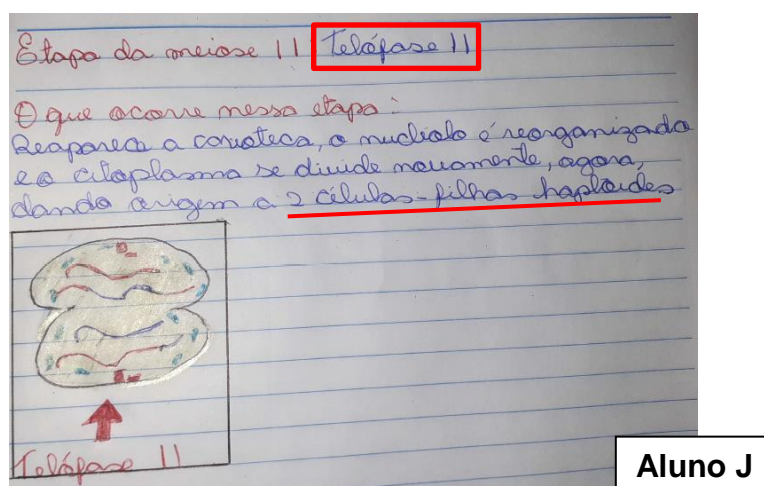 Etapa da meiose II Telófase II
O que ocorre nessa etapa:
Reaparece a carioteca, o nucléolo é reorganizado
e o citoplasma se divide novamente, agora,
dando origem a 2 células-filhas haploides
Telófase II
Aluno J